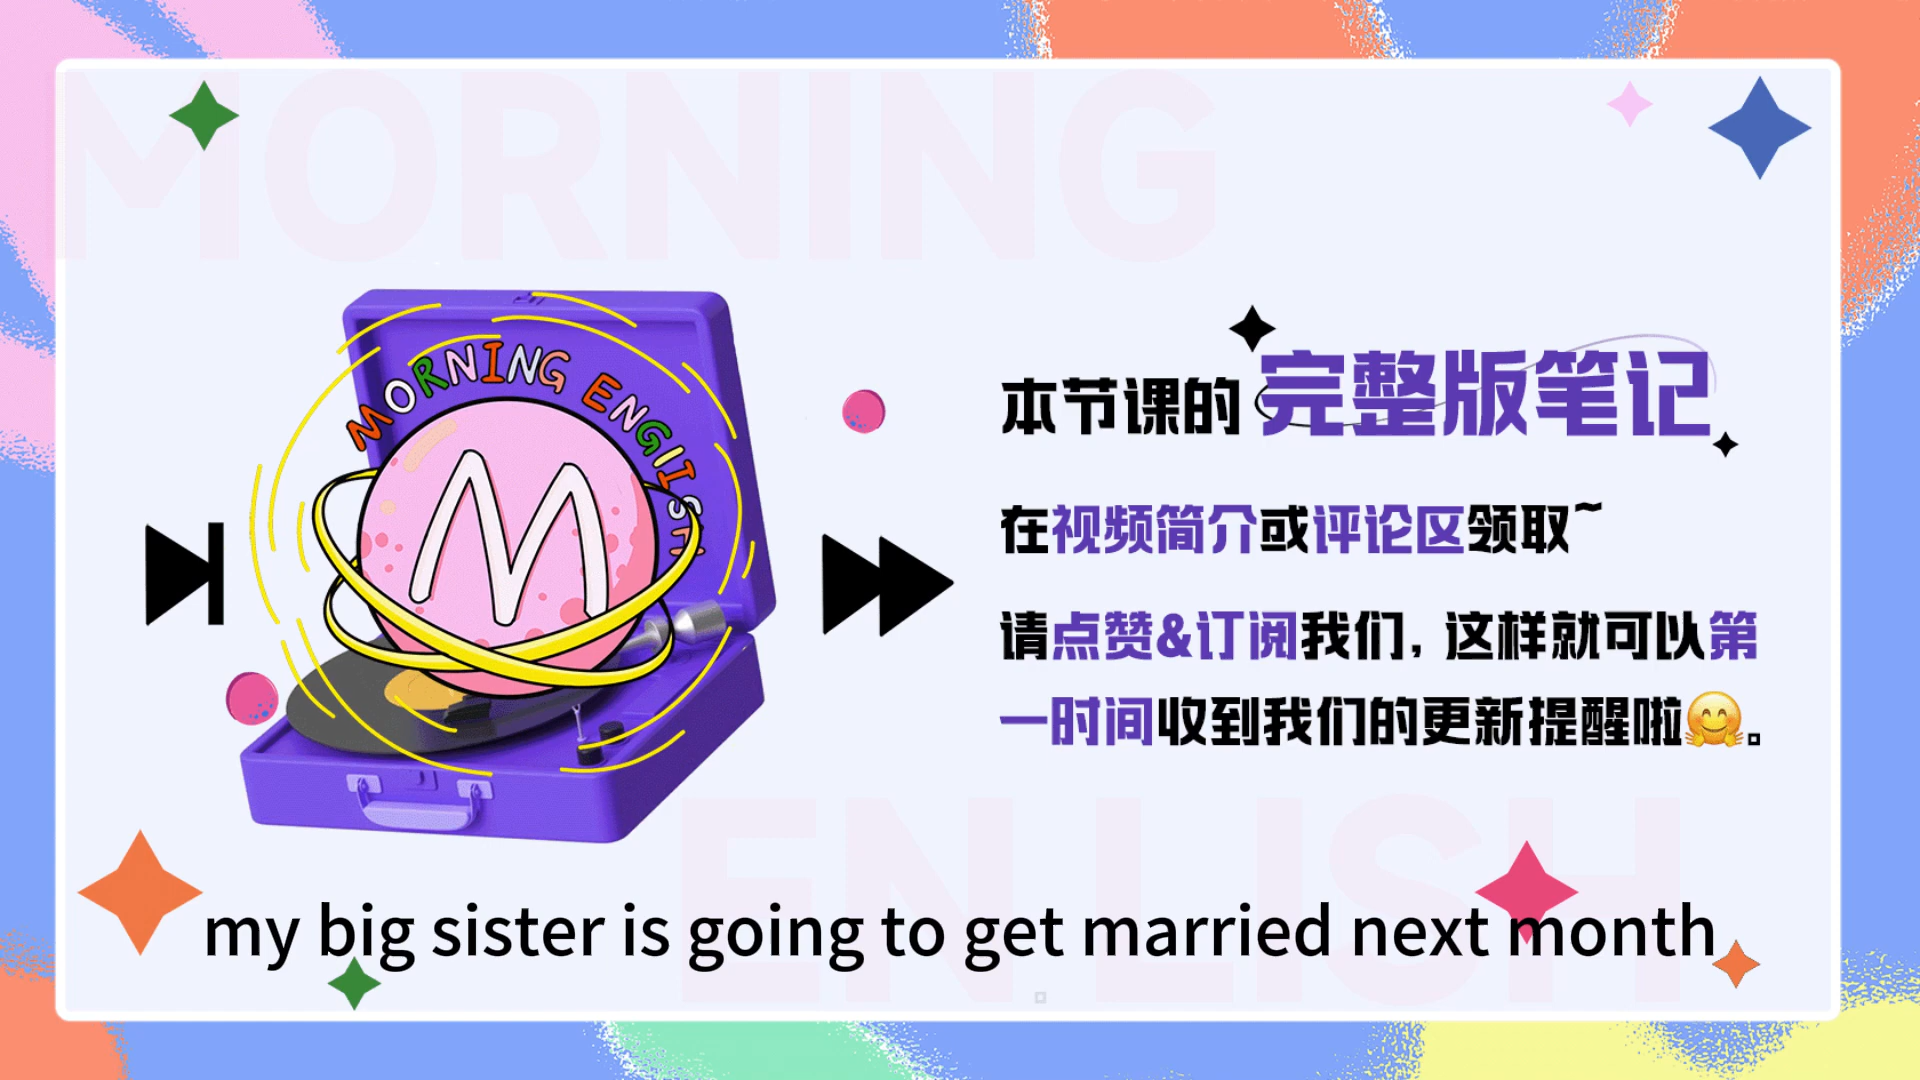 MORNING
MORNING ENGLISH
M
本节课的完整版笔记
在视频简介或评论区领取~
请点赞&订阅我们，这样就可以第
一时间收到我们的更新提醒啦🤗。
EN LISH
my big sister is going to get married next month